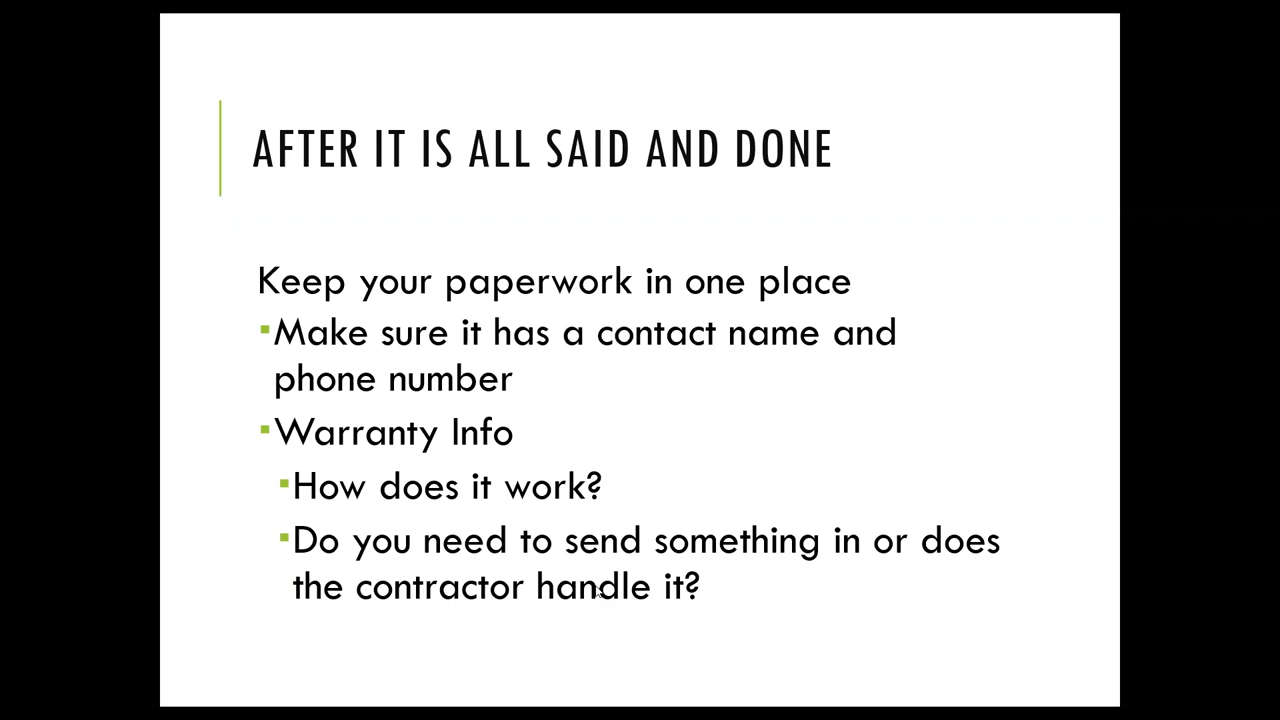 AFTER IT IS ALL SAID AND DONE
Keep your paperwork in one place
▪Make sure it has a contact name and
phone number
▪Warranty Info
▪How does it work?
▪Do you need to send something in or does
the contractor handle it?